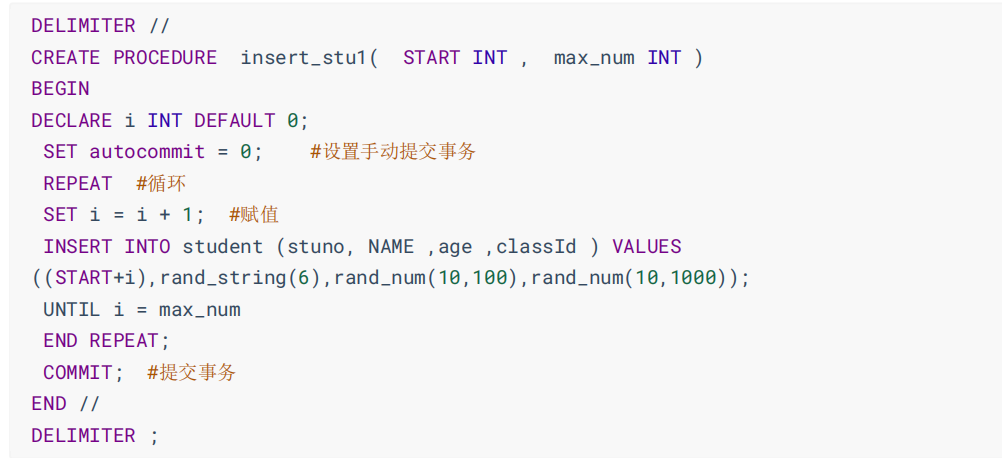 DELIMITER //
CREATE PROCEDURE  insert_stu1(  START INT ,  max_num INT )
BEGIN
DECLARE i INT DEFAULT 0;
 SET autocommit = 0;    #设置手动提交事务
 REPEAT  #循环
 SET i = i + 1;  #赋值
 INSERT INTO student (stuno, NAME ,age ,classId ) VALUES
((START+i),rand_string(6),rand_num(10,100),rand_num(10,1000));
 UNTIL i = max_num
 END REPEAT;
 COMMIT;  #提交事务
END //
DELIMITER ;